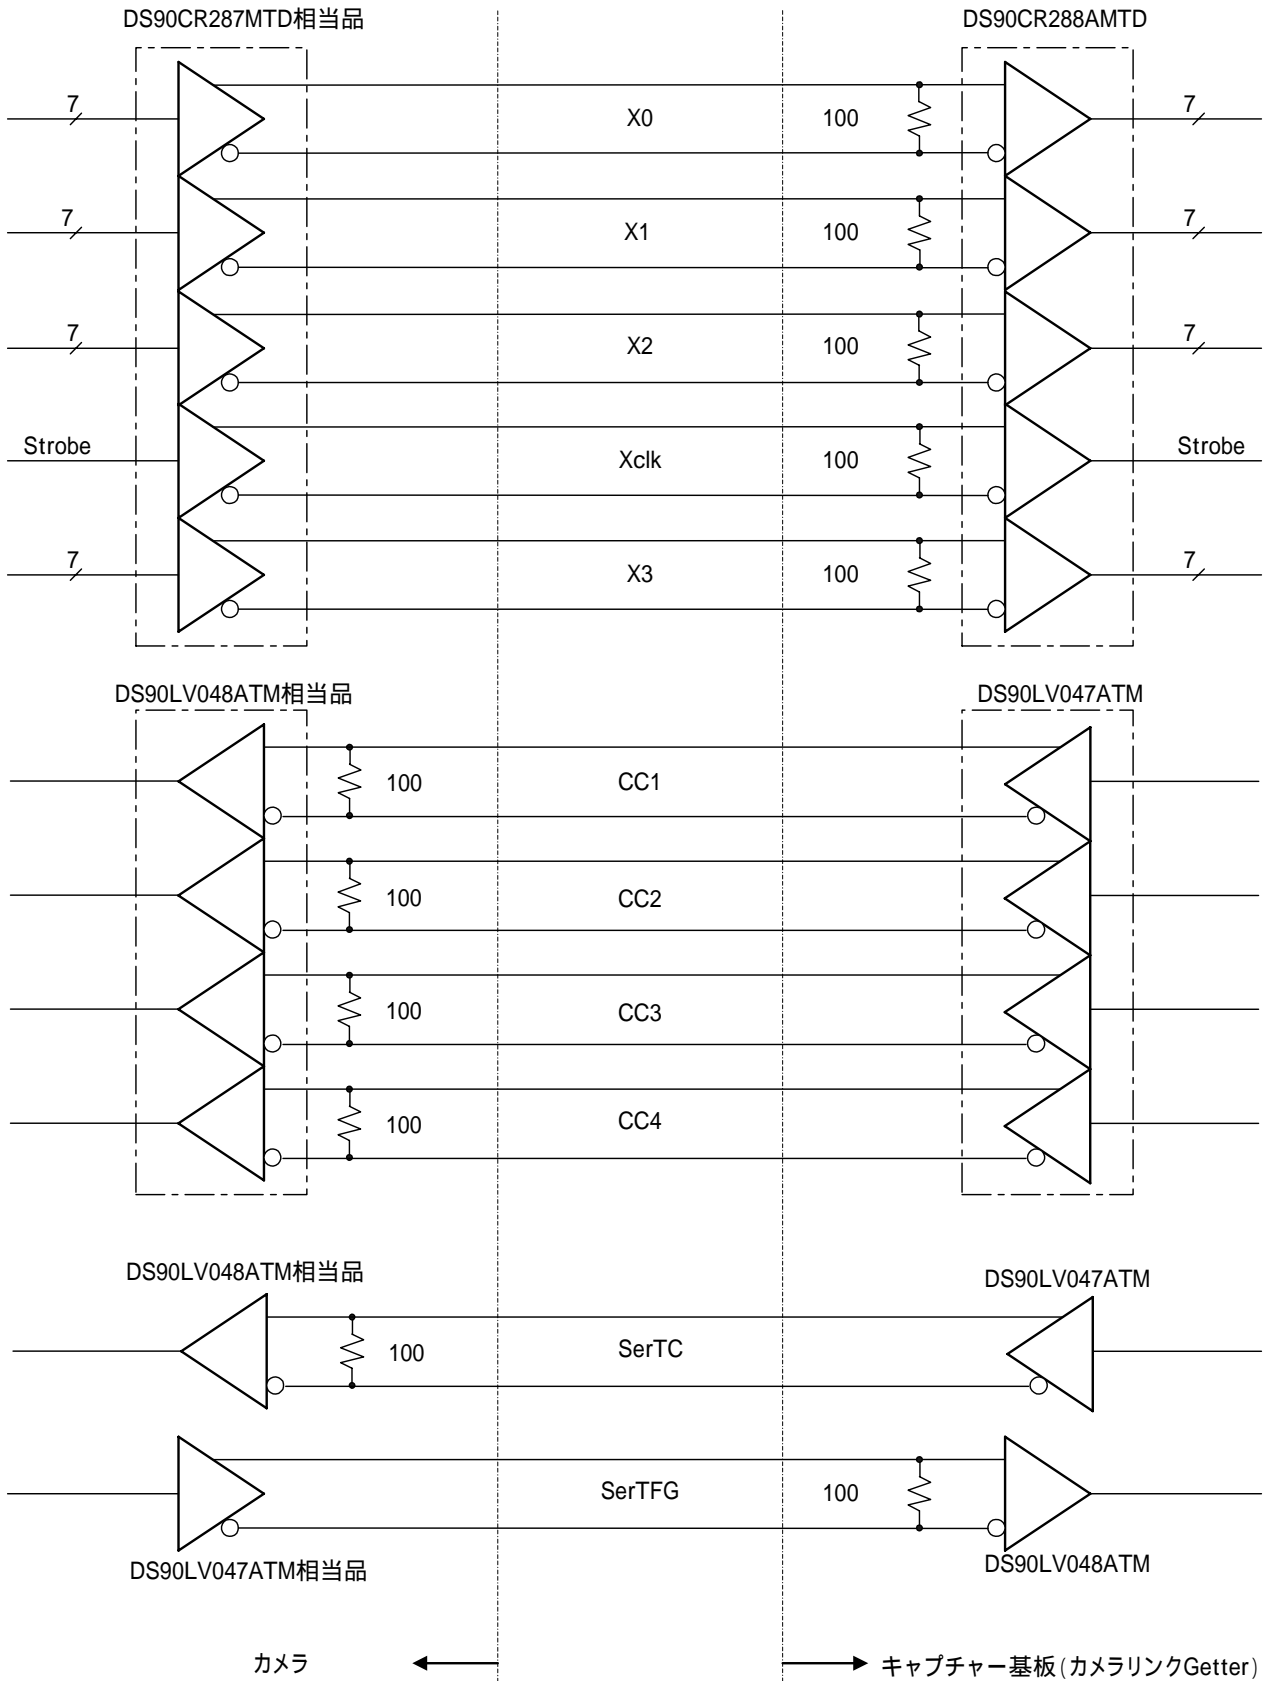 DS90CR287MTD相当品 DS90CR288AMTD
7 X0 100 7
7 X1 100 7
7 X2 100 7
Strobe Xclk 100 Strobe
7 X3 100 7
DS90LV048ATM相当品 DS90LV047ATM
100 CC1
100 CC2
100 CC3
100 CC4
DS90LV048ATM相当品 DS90LV047ATM
100 SerTC
SerTFG 100
DS90LV047ATM相当品 DS90LV048ATM
カメラ キャプチャー基板(カメラリンクGetter)